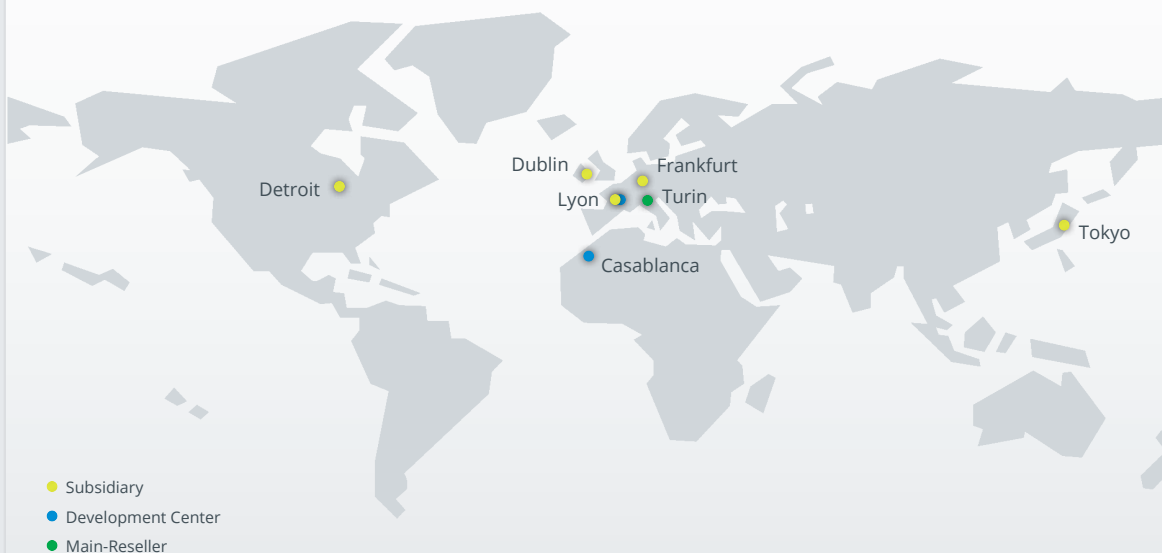 Dublin
Frankfurt
Detroit
Lyon
Turin
Tokyo
Casablanca
Subsidiary
Development Center
Main-Reseller